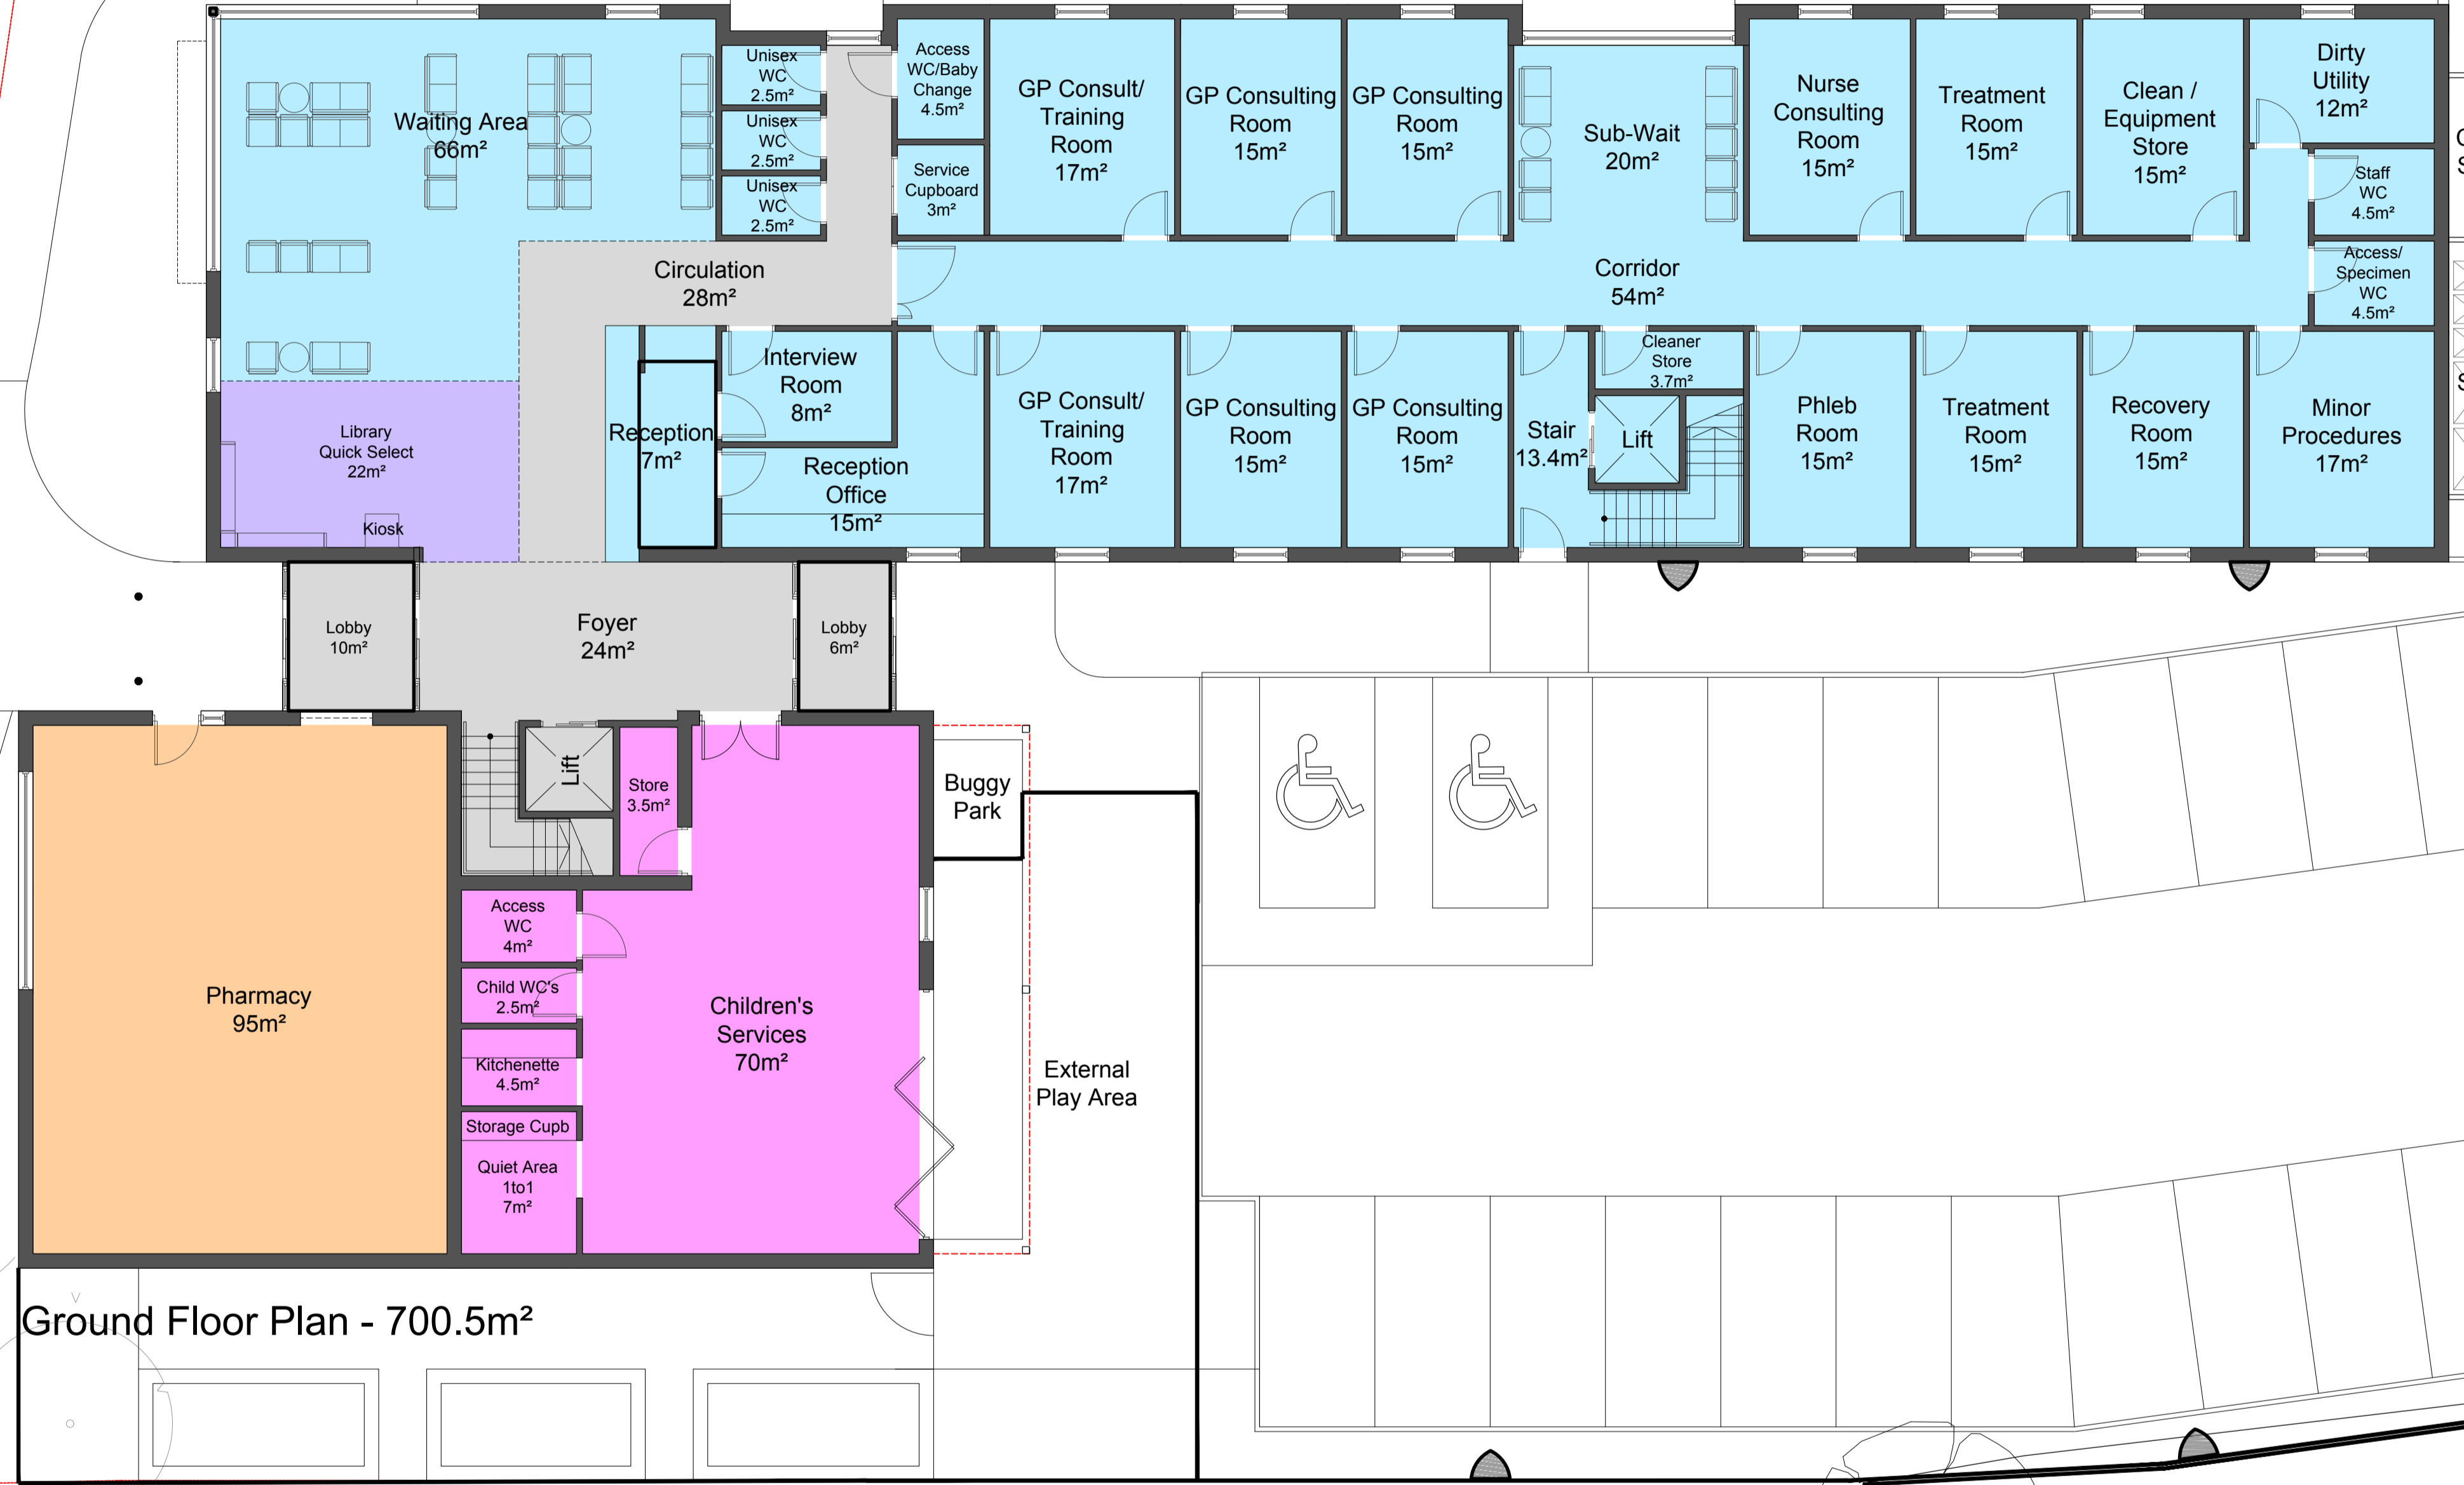 Waiting Area
66m²
Unisex
WC
2.5m²
Unisex
WC
2.5m²
Unisex
WC
2.5m²
Access
WC/Baby
Change
4.5m²
Service
Cupboard
3m²
GP Consult/
Training
Room
17m²
GP Consulting
Room
15m²
GP Consulting
Room
15m²
Sub-Wait
20m²
Nurse
Consulting
Room
15m²
Treatment
Room
15m²
Clean /
Equipment
Store
15m²
Dirty
Utility
12m²
Staff
WC
4.5m²
Access/
Specimen
WC
4.5m²
Circulation
28m²
Corridor
54m²
Library
Quick Select
22m²
Kiosk
Reception
7m²
Interview
Room
8m²
Reception
Office
15m²
GP Consult/
Training
Room
17m²
GP Consulting
Room
15m²
GP Consulting
Room
15m²
Stair
13.4m²
Cleaner
Store
3.7m²
Lift
Phleb
Room
15m²
Treatment
Room
15m²
Recovery
Room
15m²
Minor
Procedures
17m²
Lobby
10m²
Foyer
24m²
Lobby
6m²
Lift
Store
3.5m²
Buggy
Park
Access
WC
4m²
Child WC's
2.5m²
Kitchenette
4.5m²
Storage Cupb
Quiet Area
1to1
7m²
Pharmacy
95m²
Children's
Services
70m²
External
Play Area
Ground Floor Plan - 700.5m²